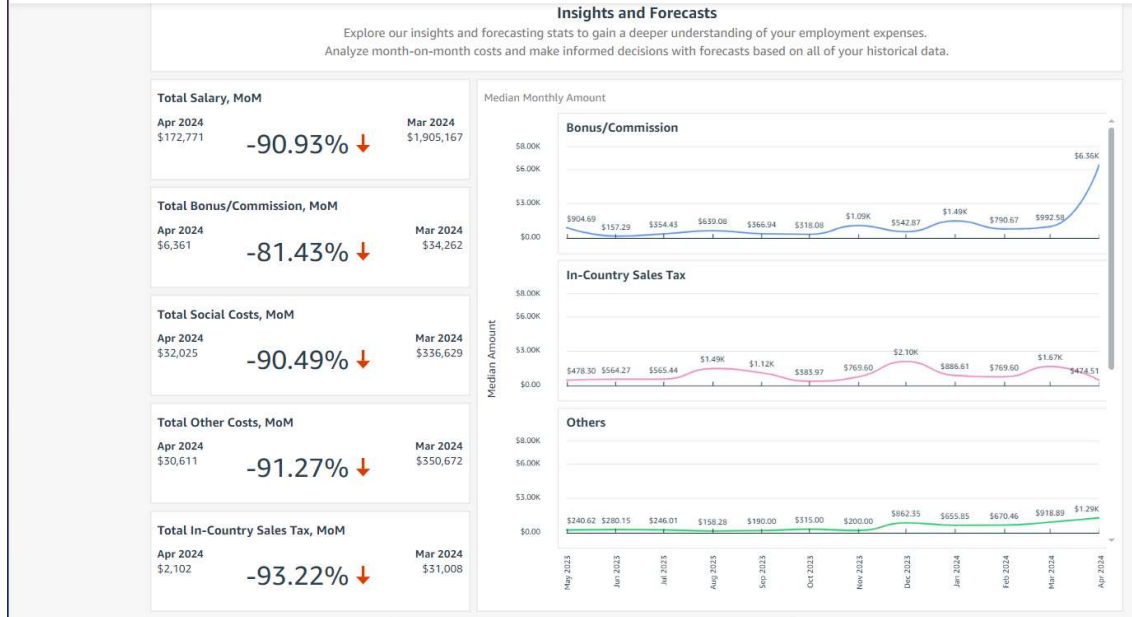 Insights and Forecasts
Explore our insights and forecasting stats to gain a deeper understanding of your employment expenses.
Analyze month-on-month costs and make informed decisions with forecasts based on all of your historical data.
Total Salary, MoM
Apr 2024
$172,771
-90.93%
Mar 2024
$1,905,167
Total Bonus/Commission, MoM
Apr 2024
$6,361
-81.43%
Mar 2024
$34,262
Total Social Costs, MoM
Apr 2024
$32,025
-90.49%
Mar 2024
$336,629
Total Other Costs, MoM
Apr 2024
$30,611
-91.27%
Mar 2024
$350,672
Total In-Country Sales Tax, MoM
Apr 2024
$2,102
-93.22%
Mar 2024
$31,008
Median Monthly Amount
Median Amount
Bonus/Commission
$8.00K
$6.00K
$3.00K
$0.00
$904.69 $157.29 $354.43 $639.08 $366.94 $318.08 $1.09K $542.87 $1.49K $790.67 $992.58 $6.36K
In-Country Sales Tax
$8.00K
$6.00K
$3.00K
$0.00
$478.30 $564.27 $565.44 $1.49K $1.12K $383.97 $769.60 $2.10K $886.61 $769.60 $1.67K $474.51
Others
$8.00K
$6.00K
$3.00K
$0.00
$240.62 $280.15 $246.01 $158.28 $190.00 $315.00 $200.00 $862.35 $655.85 $670.46 $918.89 $1.29K
May 2023
Jun 2023
Jul 2023
Aug 2023
Sep 2023
Oct 2023
Nov 2023
Dec 2023
Jan 2024
Feb 2024
Mar 2024
Apr 2024